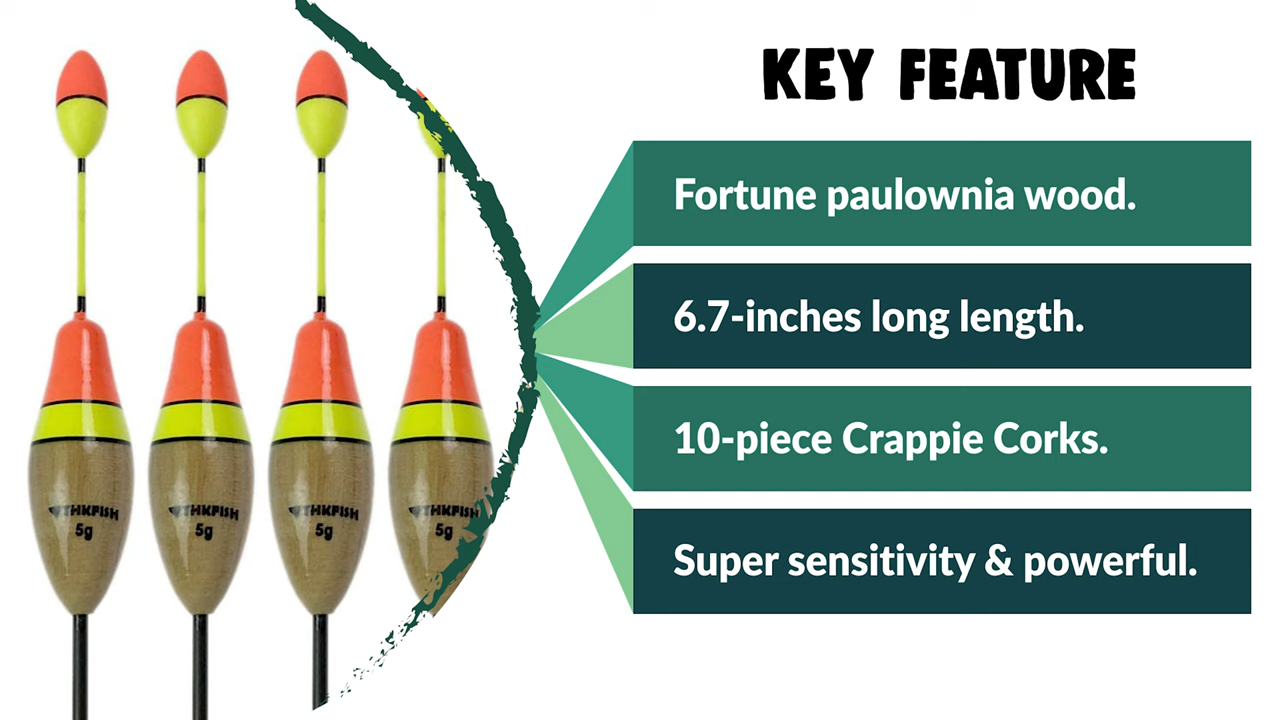 KEY FEATURE
Fortune paulownia wood.
6.7-inches long length.
10-piece Crappie Corks.
Super sensitivity & powerful.
THKFISH
5g
THKFISH
5g
THKFISH
5g
THKFISH
5g